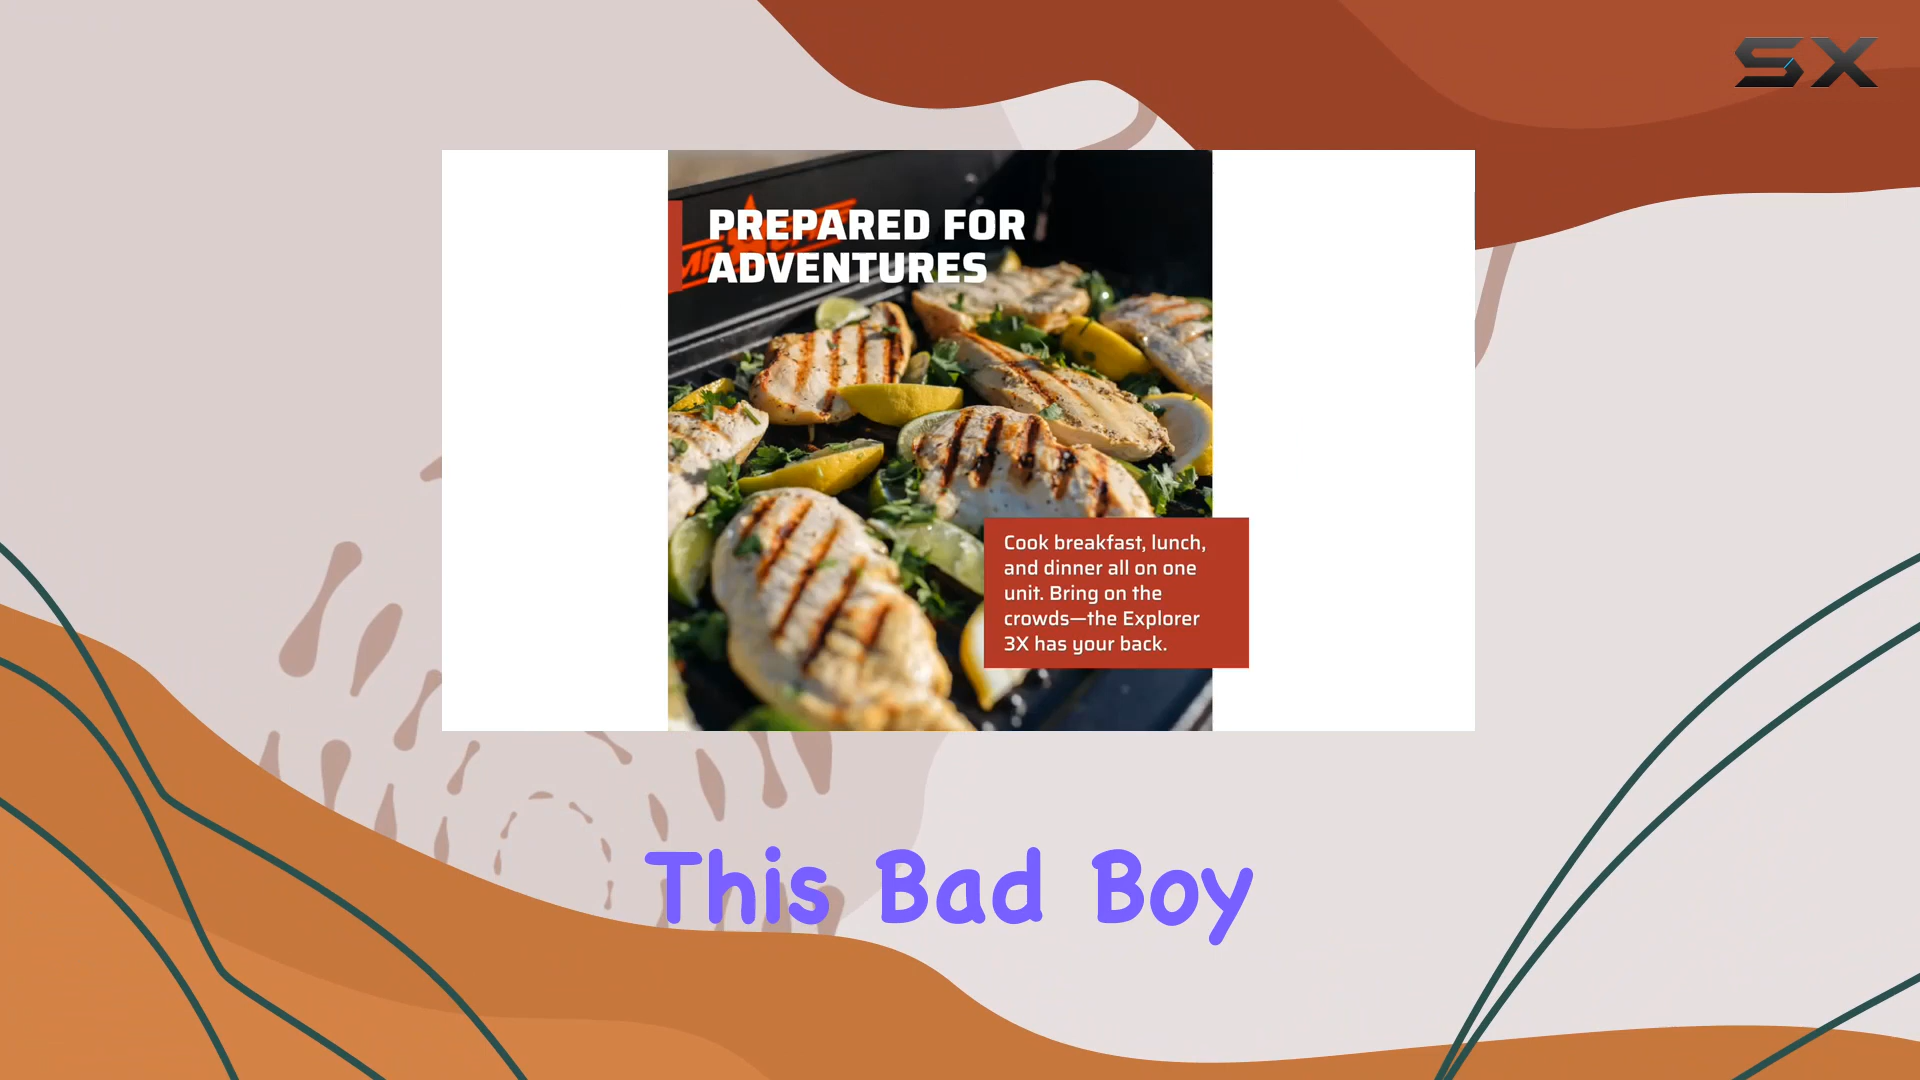 SX
PREPARED FOR
ADVENTURES
Cook breakfast, lunch,
and dinner all on one
unit. Bring on the
crowds—the Explorer
3X has your back.
This Bad Boy